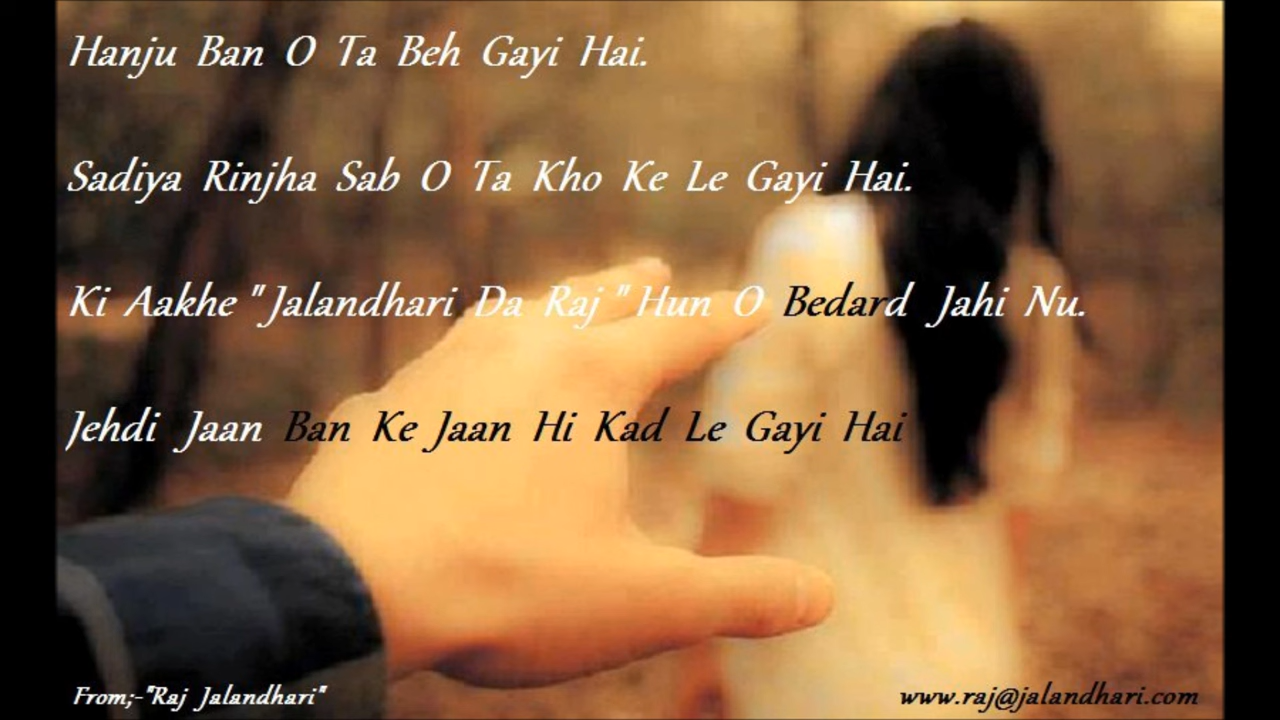 Hanju Ban O Ta Beh Gayi Hai.
Sadiya Rinjha Sab O Ta Kho Ke Le Gayi Hai.
Ki Aakhe "Jalandhari Da Raj" Hun O Bedard Jahi Nu.
Jehdi Jaan Ban Ke Jaan Hi Kad Le Gayi Hai
From;-"Raj Jalandhari"
www.raj@jalandhari.com